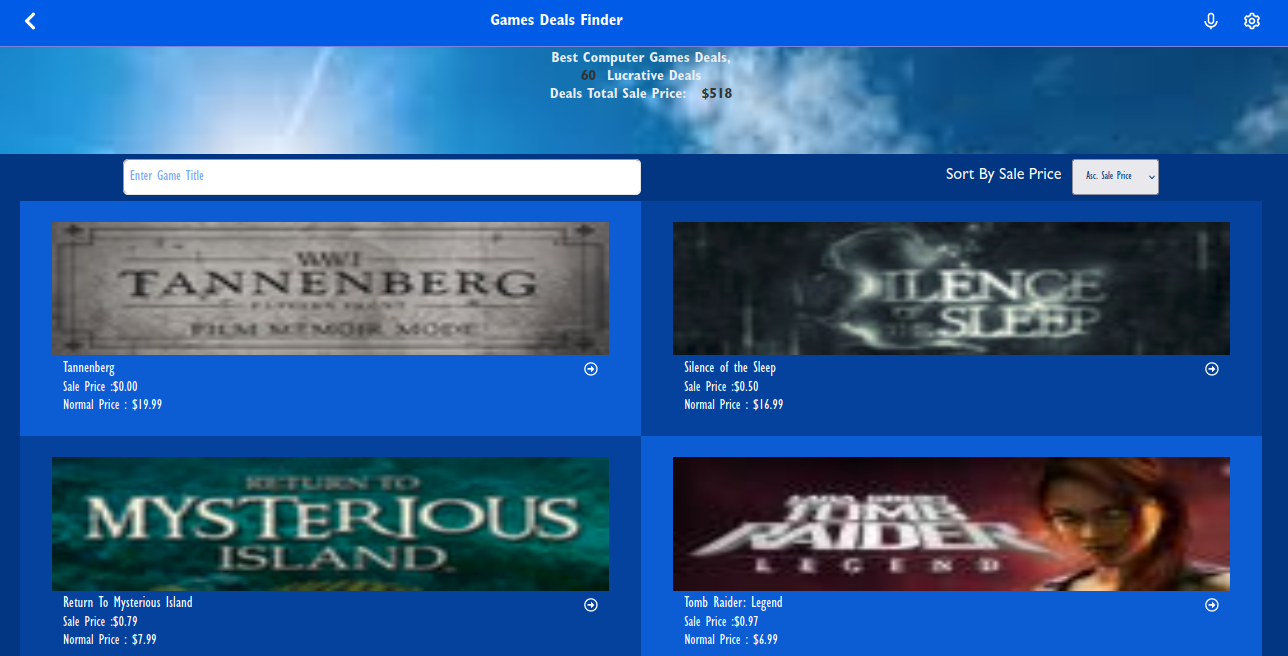 Games Deals Finder
Best Computer Games Deals,
60 Lucrative Deals
Deals Total Sale Price: $518
Enter Game Title
Sort By Sale Price
Asc. Sale Price
WWI
TANNENBERG
EASTERN FRONT
FILM MEMOIR MODE
SILENCE
OF THE
SLEEP
Tannenberg
Sale Price :$0.00
Normal Price : $19.99
Silence of the Sleep
Sale Price :$0.50
Normal Price : $16.99
RETURN TO
MYSTERIOUS
ISLAND
LARA CROFT
TOMB
RAIDER
LEGEND
Return To Mysterious Island
Sale Price :$0.79
Normal Price : $7.99
Tomb Raider: Legend
Sale Price :$0.97
Normal Price : $6.99